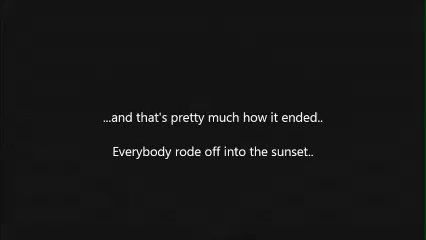 ...and that's pretty much how it ended..
Everybody rode off into the sunset..